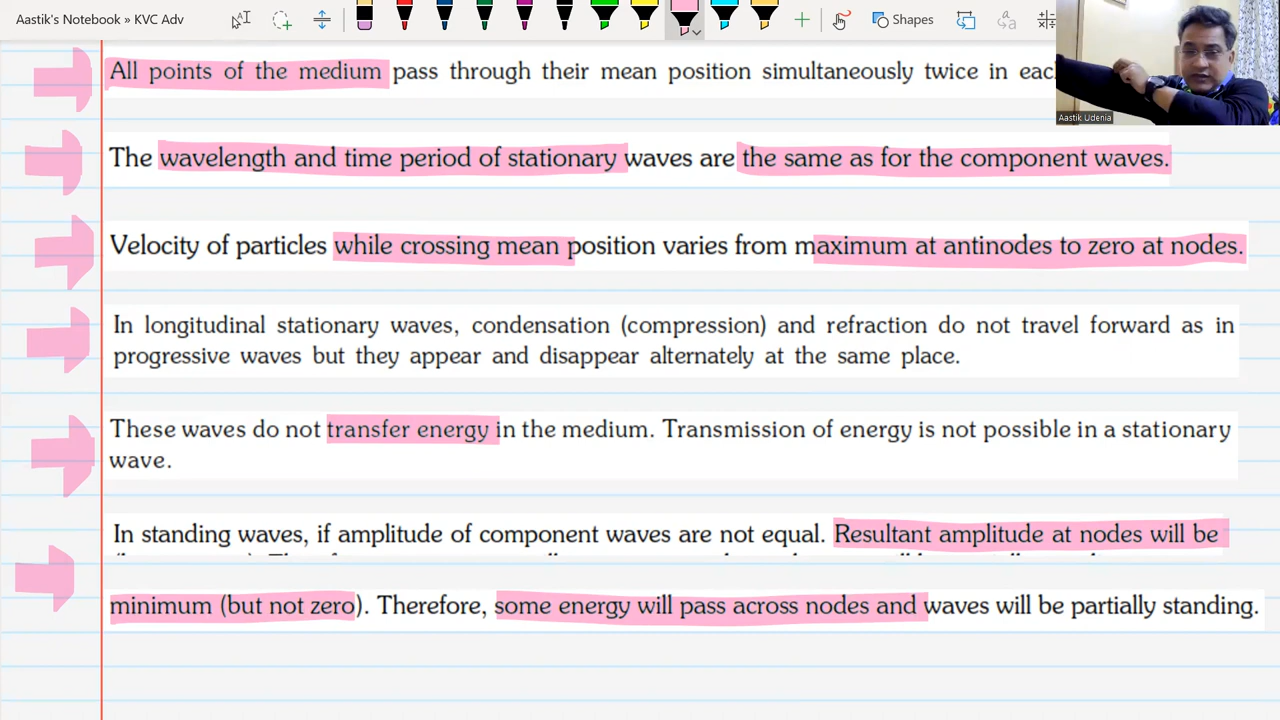 Aastik's Notebook » KVC Adv
Shapes
All points of the medium pass through their mean position simultaneously twice in
Aastik Udenia
The wavelength and time period of stationary waves are the same as for the component waves.
Velocity of particles while crossing mean position varies from maximum at antinodes to zero at nodes.
In longitudinal stationary waves, condensation (compression) and refraction do not travel forward as in
progressive waves but they appear and disappear alternately at the same place.
These waves do not transfer energy in the medium. Transmission of energy is not possible in a stationary
wave.
In standing waves, if amplitude of component waves are not equal. Resultant amplitude at nodes will be
minimum (but not zero). Therefore, some energy will pass across nodes and waves will be partially standing.